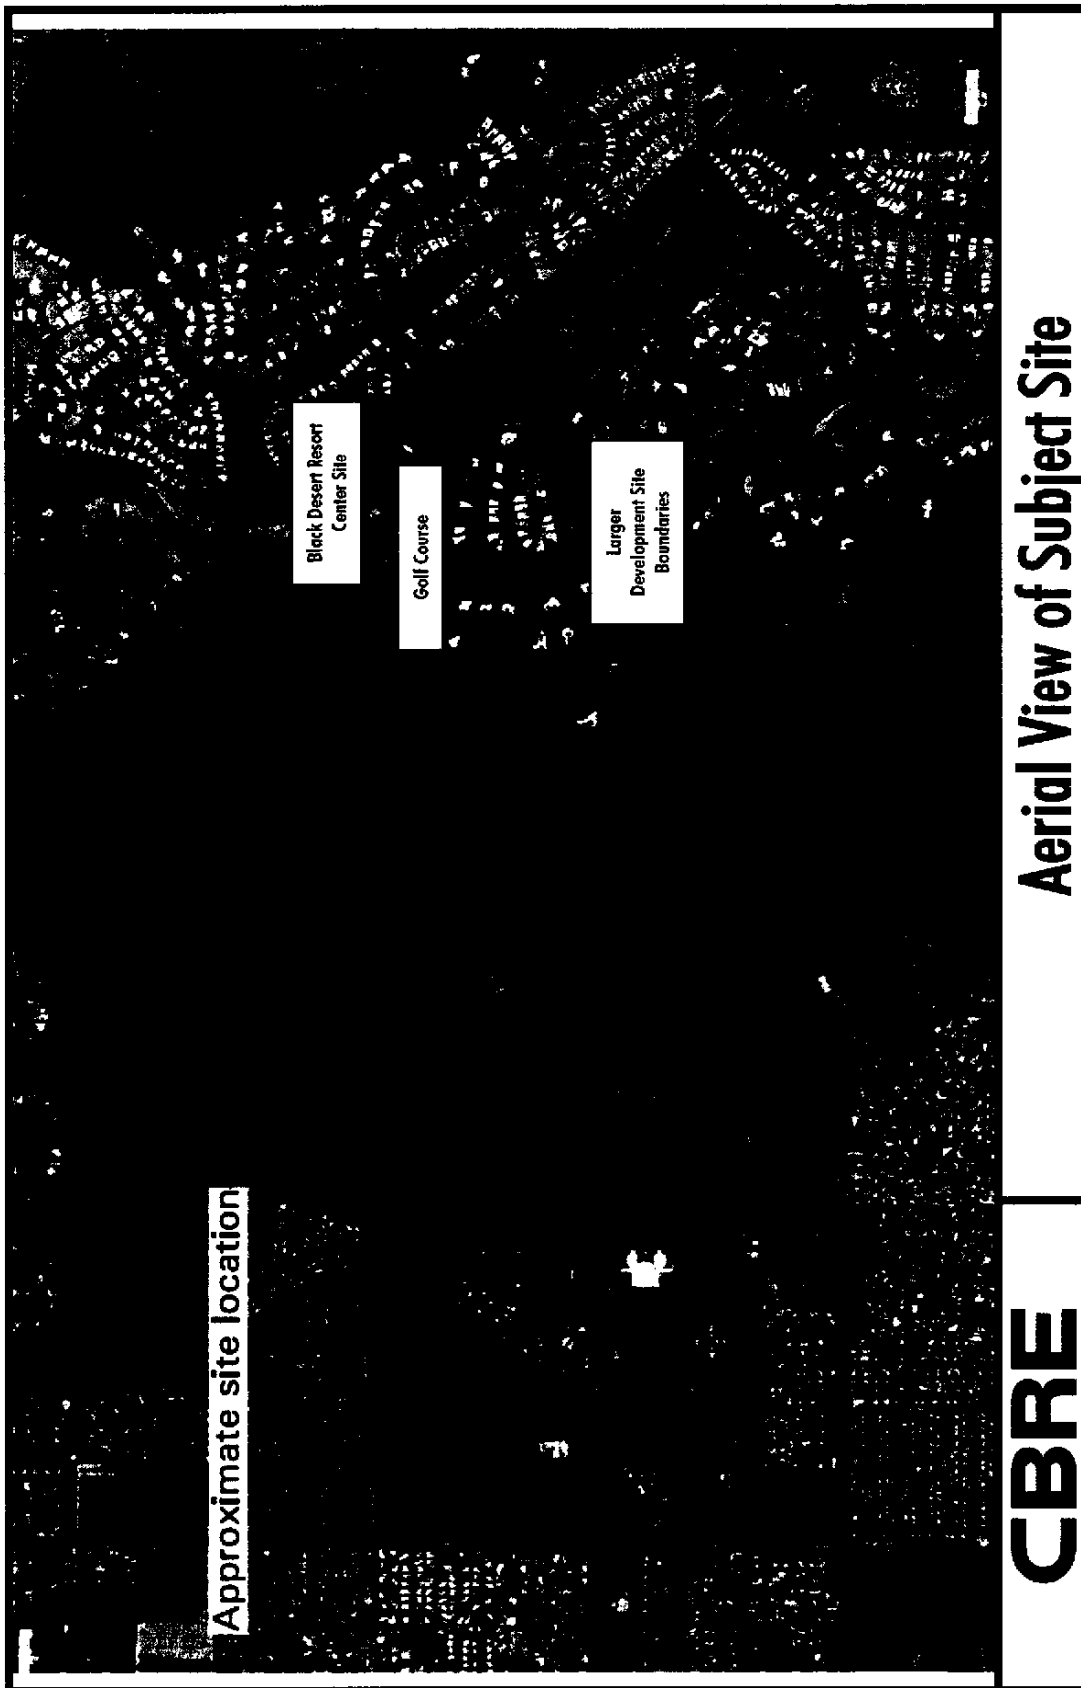 Black Desert Resort
Center Site
Golf Course
Larger
Development Site
Boundaries
Approximate site location
CBRE
Aerial View of Subject Site